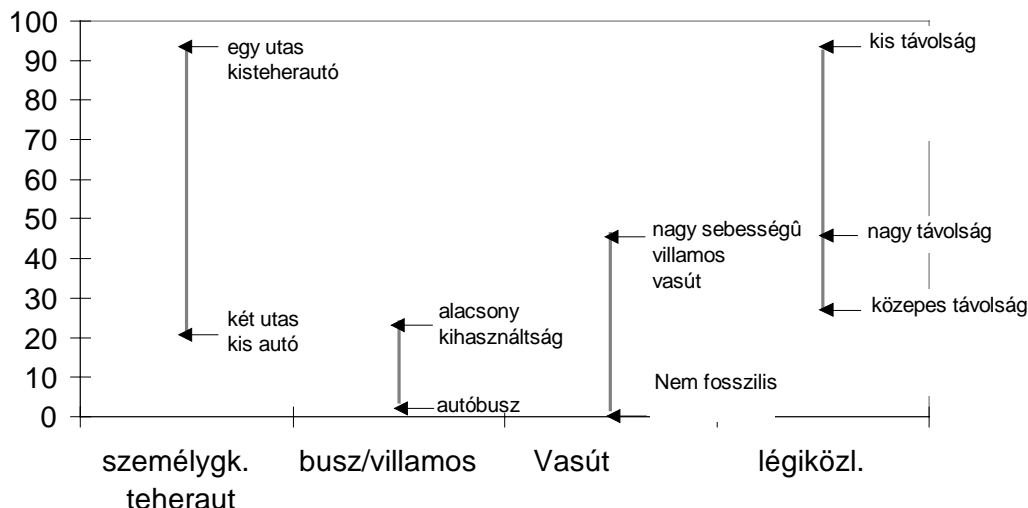 100
90
80
70
60
50
40
30
20
10
0
egy utas
kisteherautó
két utas
kis autó
alacsony
kihasználtság
autóbusz
nagy sebességû
villamos
vasút
Nem fosszilis
kis távolság
nagy távolság
közepes távolság
személygk.
teheraut
busz/villamos
Vasút
légiközl.